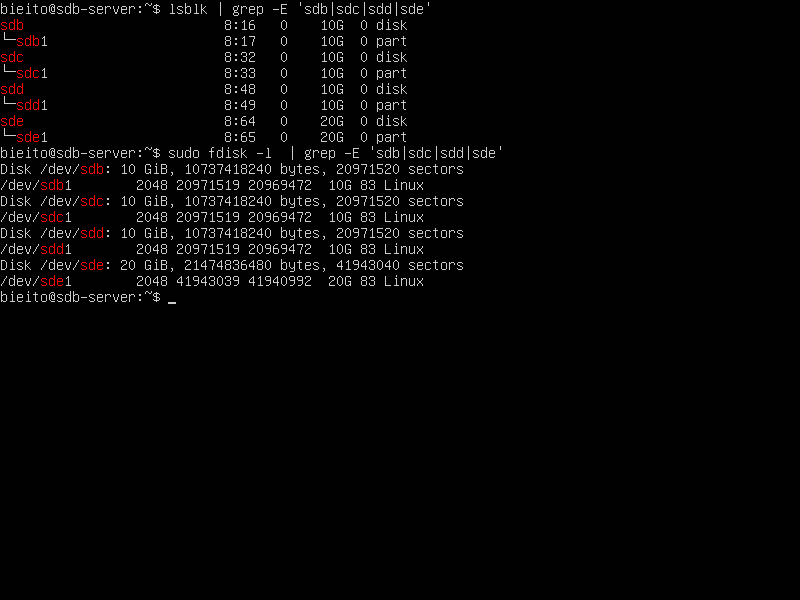 bieito@sdb-server:~$ lsblk | grep -E 'sdb|sdc|sdd|sde'
sdb                         8:16   0    10G  0 disk
└─sdb1                      8:17   0    10G  0 part
sdc                         8:32   0    10G  0 disk
└─sdc1                      8:33   0    10G  0 part
sdd                         8:48   0    10G  0 disk
└─sdd1                      8:49   0    10G  0 part
sde                         8:64   0    20G  0 disk
└─sde1                      8:65   0    20G  0 part
bieito@sdb-server:~$ sudo fdisk -l  | grep -E 'sdb|sdc|sdd|sde'
Disk /dev/sdb: 10 GiB, 10737418240 bytes, 20971520 sectors
/dev/sdb1        2048 20971519 20969472  10G 83 Linux
Disk /dev/sdc: 10 GiB, 10737418240 bytes, 20971520 sectors
/dev/sdc1        2048 20971519 20969472  10G 83 Linux
Disk /dev/sdd: 10 GiB, 10737418240 bytes, 20971520 sectors
/dev/sdd1        2048 20971519 20969472  10G 83 Linux
Disk /dev/sde: 20 GiB, 21474836480 bytes, 41943040 sectors
/dev/sde1        2048 41943039 41940992  20G 83 Linux
bieito@sdb-server:~$ _